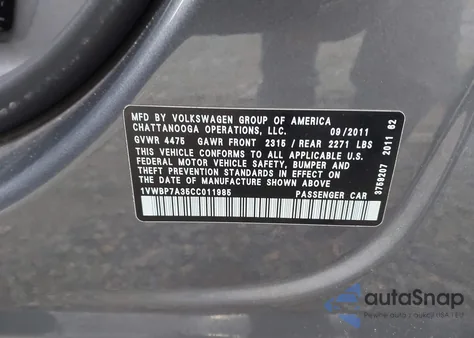 MFD. BY VOLKSWAGEN GROUP OF AMERICA
CHATTANOOGA OPERATIONS, LLC. 09/2011
GVWR 4475 GAWR FRONT 2315 / REAR 2271 LBS
THIS VEHICLE CONFORMS TO ALL APPLICABLE U.S.
FEDERAL MOTOR VEHICLE SAFETY, BUMPER AND
THEFT PREVENTION STANDARDS IN EFFECT ON THE
DATE OF MANUFACTURE SHOWN ABOVE.
1VWBP7A35CC011985 PASSENGER CAR
3759207 2011 62
autoSnap